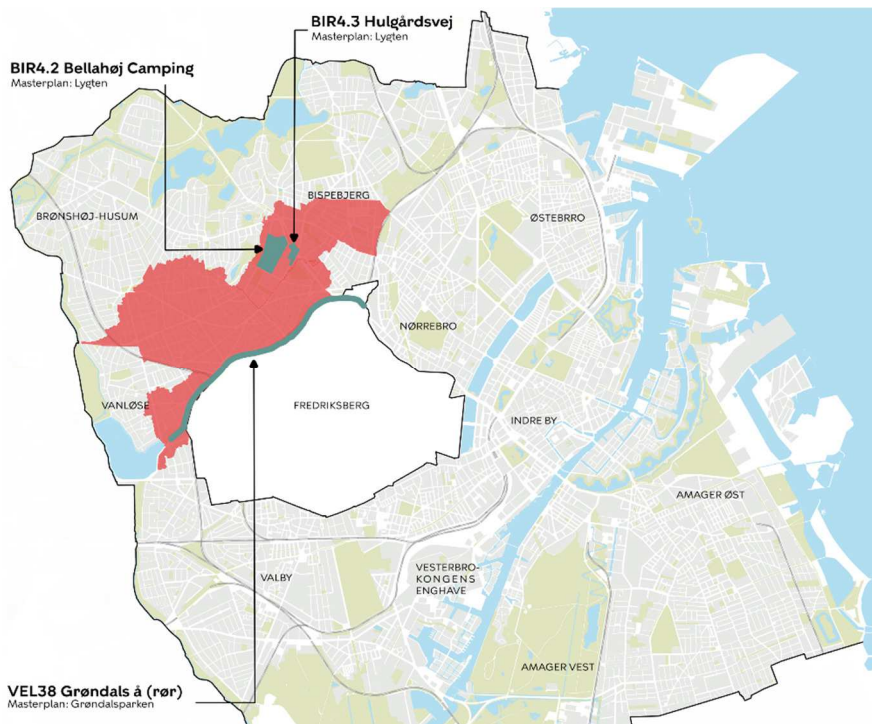 BIR4.3 Hulgårdsvej
Masterplan: Lygten
BIR4.2 Bellahøj Camping
Masterplan: Lygten
BISPEBJERG
BRØNSHØJ-HUSUM
ØSTEBRRO
NØRREBRO
VANLØSE
FREDRIKSBERG
INDRE BY
AMAGER ØST
VALBY
VESTERBRO-
KONGENS
ENGHAVE
AMAGER VEST
VEL38 Grøndals å (rør)
Masterplan: Grøndalsparken